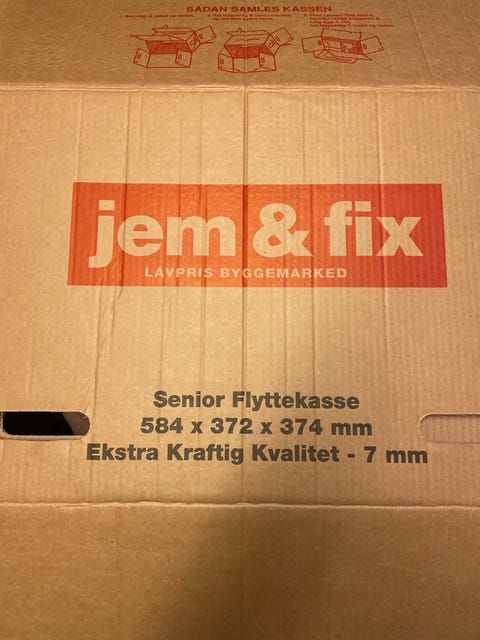 SÅDAN SAMLES KASSEN
jem & fix
LAVPRIS BYGGEMARKED
Senior Flyttekasse
584 x 372 x 374 mm
Ekstra Kraftig Kvalitet - 7 mm